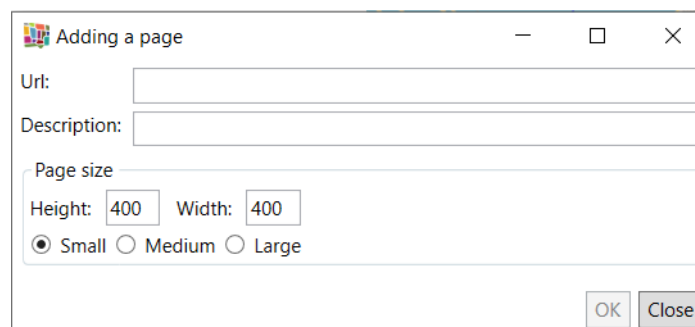 Adding a page
Url:
Description:
Page size
Height: 400 Width: 400
Small Medium Large
OK Close